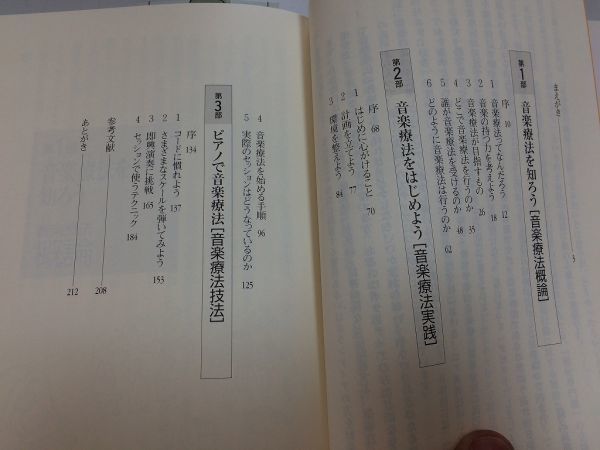 まえがき 3
第1部 音楽療法を知ろう[音楽療法概論]
序 10
1 音楽療法ってなんだろう 12
2 音楽の持つ力を考えよう 18
3 音楽療法が目指すもの 26
4 どこで音楽療法を行うのか 35
5 誰が音楽療法を受けるのか 48
6 どのように音楽療法は行うのか 62
第2部 音楽療法をはじめよう[音楽療法実践]
序 68
1 はじめに心がけること 70
2 計画を立てよう 77
3 環境を整えよう 84
4 音楽療法を始める手順 96
5 実際のセッションはどうなっているのか 125
第3部 ピアノで音楽療法[音楽療法技法]
序 134
1 コードに慣れよう 137
2 さまざまなスケールを弾いてみよう 153
3 即興演奏に挑戦 165
4 セッションで使うテクニック 184
参考文献 208
あとがき 212